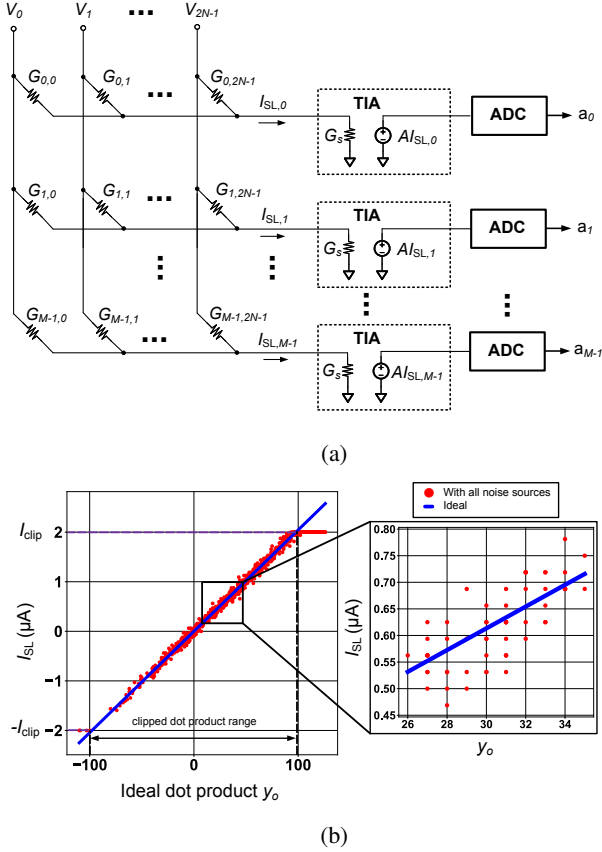 V0 V1 ... V2N-1
G0,0 G0,1 ... G0,2N-1
ISL,0 TIA Gs AISL,0 ADC a0
G1,0 G1,1 ... G1,2N-1
ISL,1 TIA Gs AISL,1 ADC a1
GM-1,0 GM-1,1 ... GM-1,2N-1
ISL,M-1 TIA Gs AISL,M-1 ADC aM-1
(a)
With all noise sources
Ideal
Iclip 2
1
0
−1
-Iclip −2
ISL (µA)
clipped dot product range
−100 0 100
Ideal dot product yo
0.80
0.75
0.70
0.65
0.60
0.55
0.50
0.45
ISL (µA)
26 28 30 32 34
yo
(b)